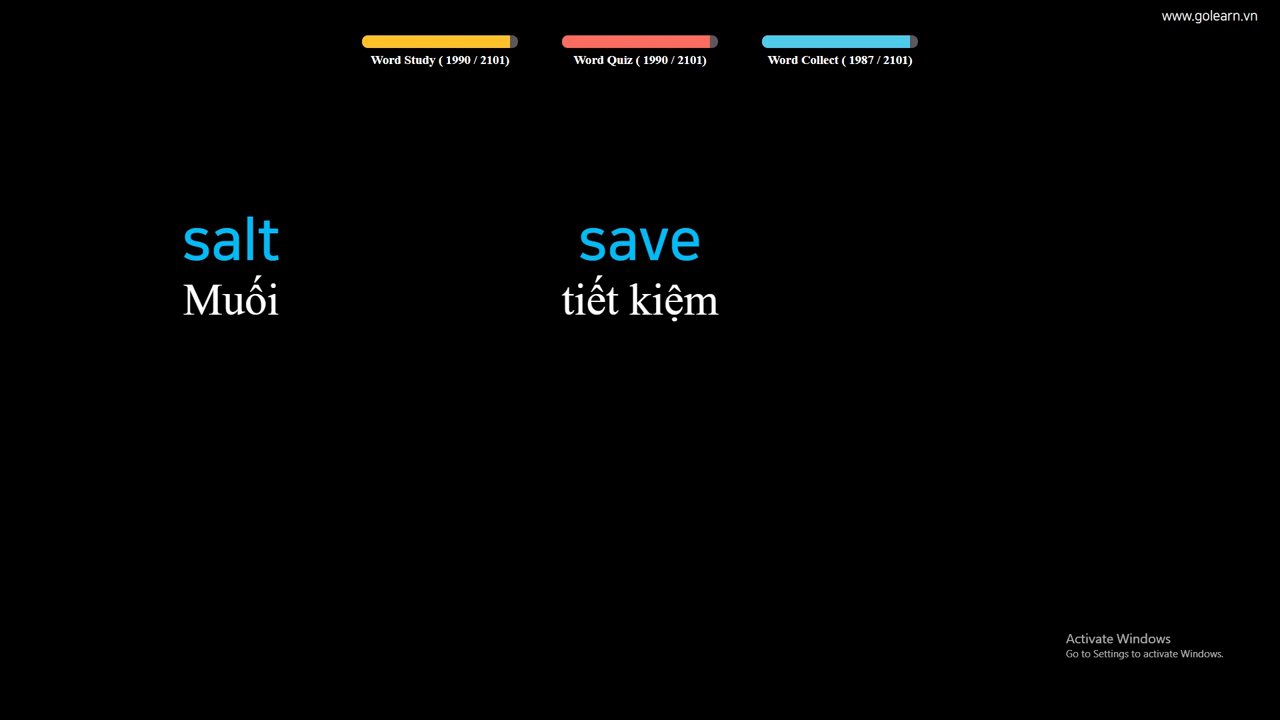 www.golearn.vn
Word Study ( 1990 / 2101)
Word Quiz ( 1990 / 2101)
Word Collect ( 1987 / 2101)
salt
Muối
save
tiết kiệm
Activate Windows
Go to Settings to activate Windows.